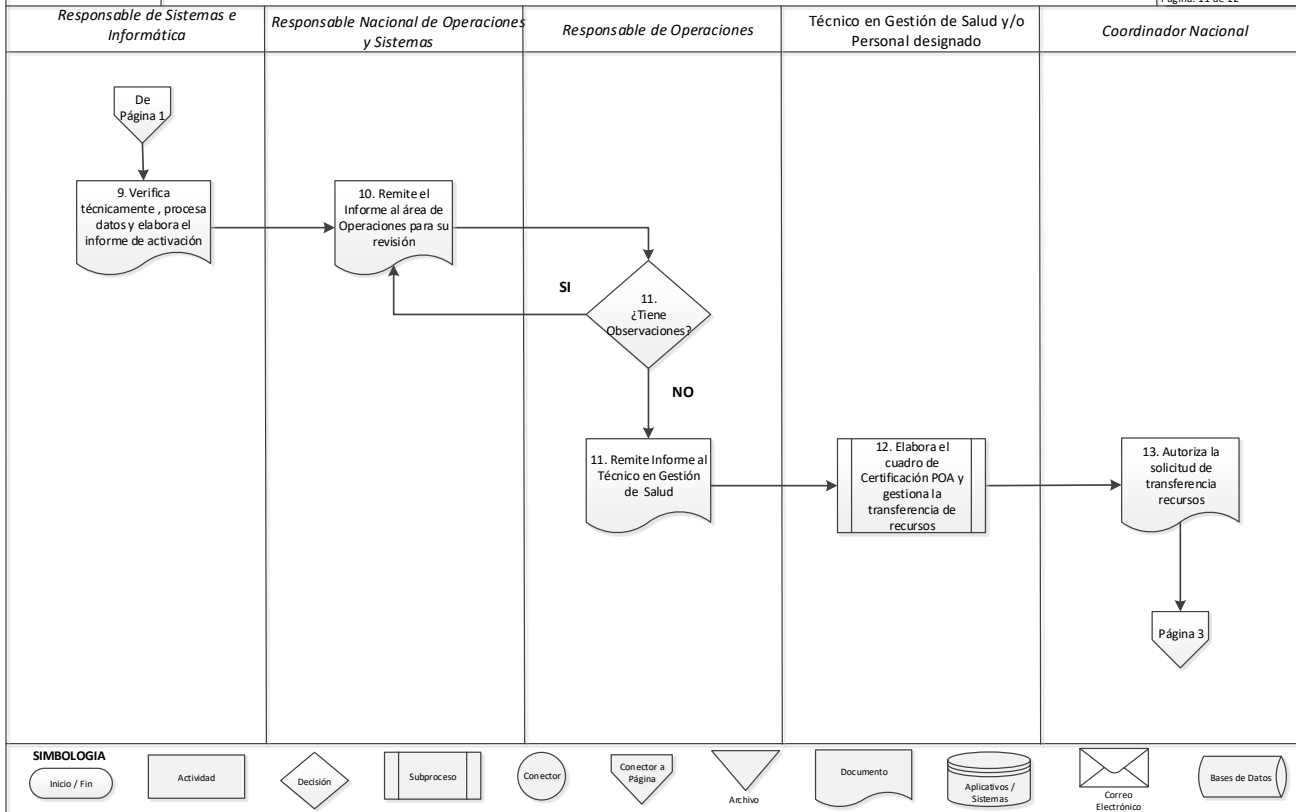 Página: 11 de 12
Responsable de Sistemas e
Informática
Responsable Nacional de Operaciones
y Sistemas
Responsable de Operaciones
Técnico en Gestión de Salud y/o
Personal designado
Coordinador Nacional
De
Página 1
9. Verifica
técnicamente , procesa
datos y elabora el
informe de activación
10. Remite el
Informe al área de
Operaciones para su
revisión
SI
11.
¿Tiene
Observaciones?
NO
11. Remite Informe al
Técnico en Gestión
de Salud
12. Elabora el
cuadro de
Certificación POA y
gestiona la
transferencia de
recursos
13. Autoriza la
solicitud de
transferencia
recursos
Página 3
SIMBOLOGIA
Inicio / Fin
Actividad
Decisión
Subproceso
Conector
Conector a
Página
Archivo
Documento
Aplicativos /
Sistemas
Correo
Electrónico
Bases de Datos